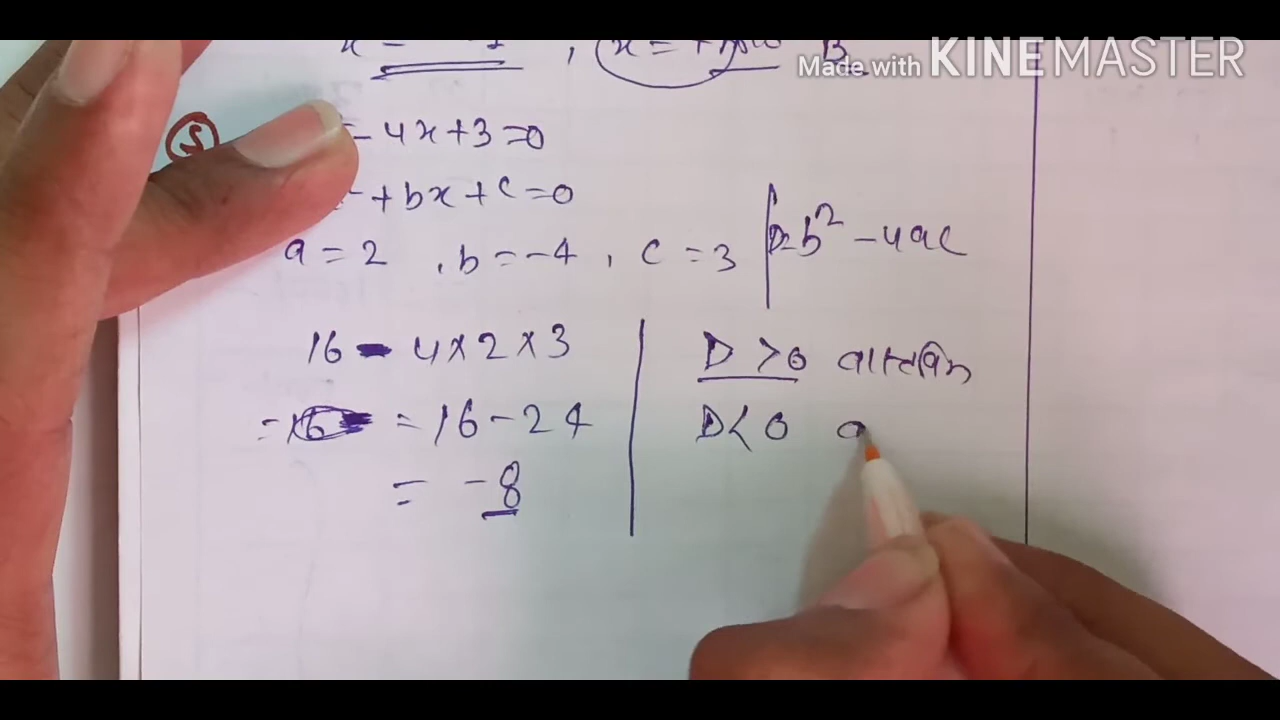 Made with KINEMASTER
- 4x + 3 = 0
+ bx + c = 0
a = 2 , b = -4 , c = 3 | D= b² - 4ac
16 - 4 × 2 × 3
= 16 - 24
= -8
D > 0 वास्तविक
D < 0